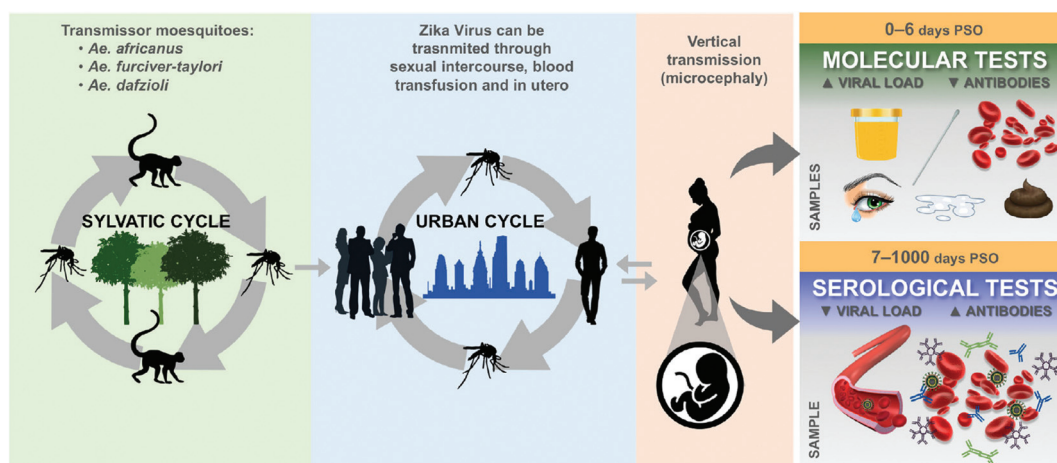 Transmissor moesquitoes:
• Ae. africanus
• Ae. furciver-taylori
• Ae. dafzioli
SYLVATIC CYCLE
Zika Virus can be
trasnmited through
sexual intercourse, blood
transfusion and in utero
URBAN CYCLE
Vertical
transmission
(microcephaly)
0–6 days PSO
MOLECULAR TESTS
▲ VIRAL LOAD ▼ ANTIBODIES
SAMPLES
7–1000 days PSO
SEROLOGICAL TESTS
▼ VIRAL LOAD ▲ ANTIBODIES
SAMPLE